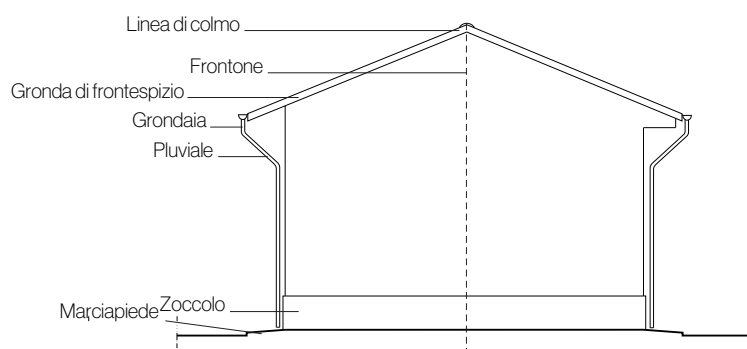 Linea di colmo
Frontone
Gronda di frontespizio
Grondaia
Pluviale
Zoccolo
Marciapiede